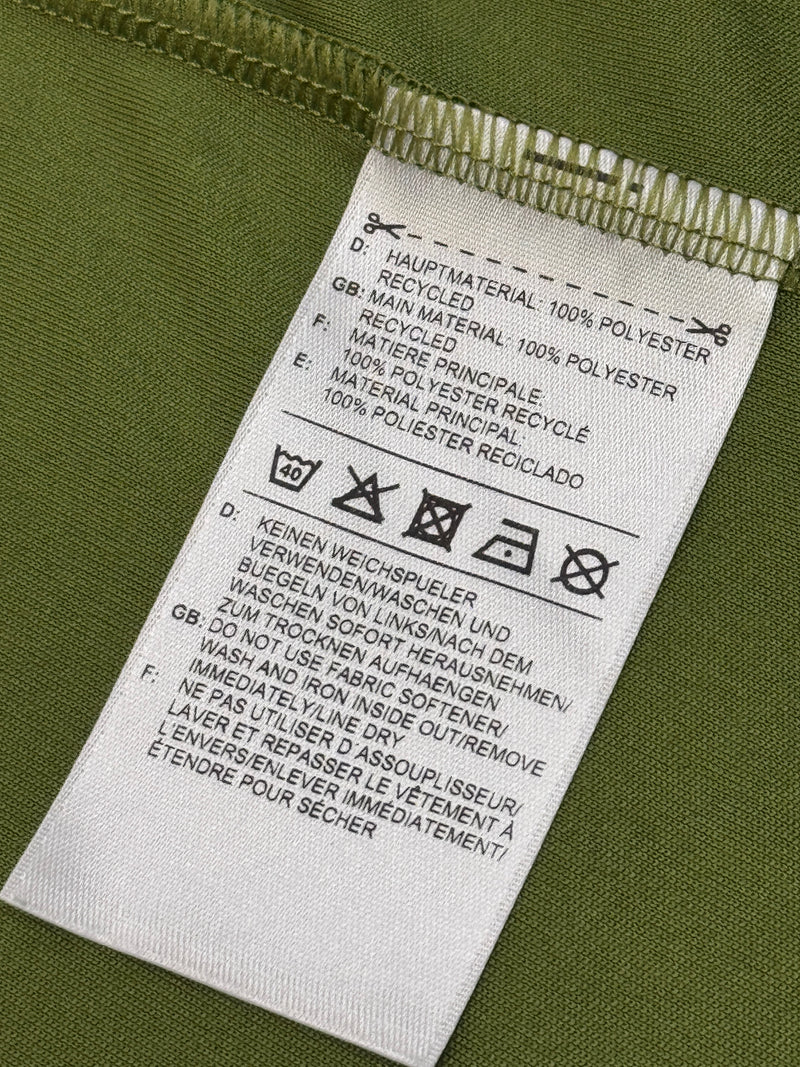 D: HAUPTMATERIAL: 100% POLYESTER
RECYCLED
GB: MAIN MATERIAL: 100% POLYESTER
RECYCLED
F: MATIERE PRINCIPALE:
100% POLYESTER RECYCLÉ
E: MATERIAL PRINCIPAL:
100% POLIESTER RECICLADO
40
D: KEINEN WEICHSPUELER
VERWENDEN/WASCHEN UND
BUEGELN VON LINKS/NACH DEM
WASCHEN SOFORT HERAUSNEHMEN/
ZUM TROCKNEN AUFHAENGEN
GB: DO NOT USE FABRIC SOFTENER/
WASH AND IRON INSIDE OUT/REMOVE
IMMEDIATELY/LINE DRY
F: NE PAS UTILISER D'ASSOUPLISSEUR/
LAVER ET REPASSER LE VÊTEMENT À
L'ENVERS/ENLEVER IMMÉDIATEMENT/
ÉTENDRE POUR SÉCHER